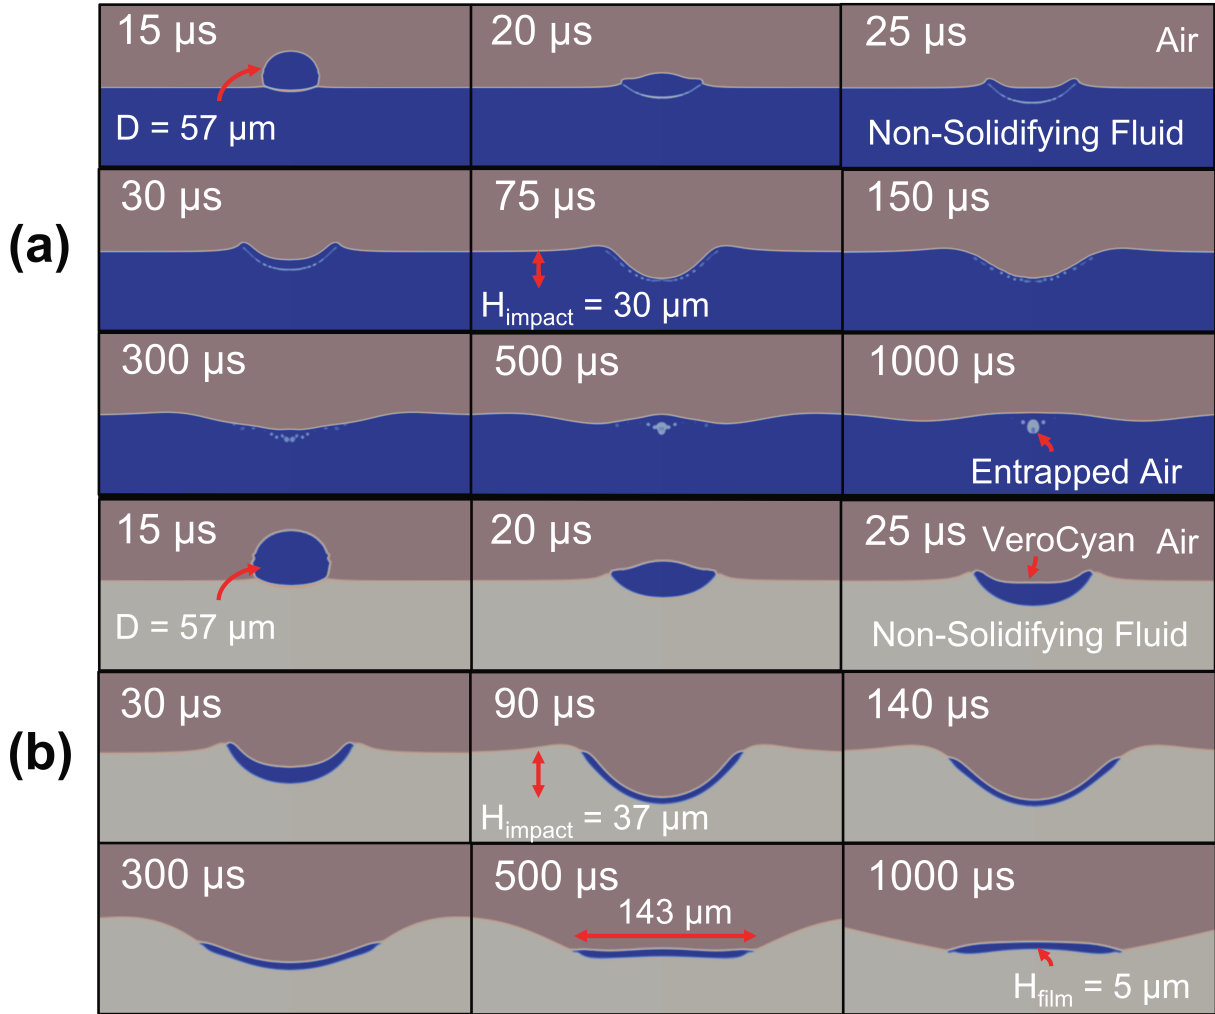 (a)
15 μs
D = 57 μm
20 μs
25 μs
Air
Non-Solidifying Fluid
30 μs
75 μs
H_impact = 30 μm
150 μs
300 μs
500 μs
1000 μs
Entrapped Air
(b)
15 μs
D = 57 μm
20 μs
25 μs
VeroCyan
Air
Non-Solidifying Fluid
30 μs
90 μs
H_impact = 37 μm
140 μs
300 μs
500 μs
143 μm
1000 μs
H_film = 5 μm